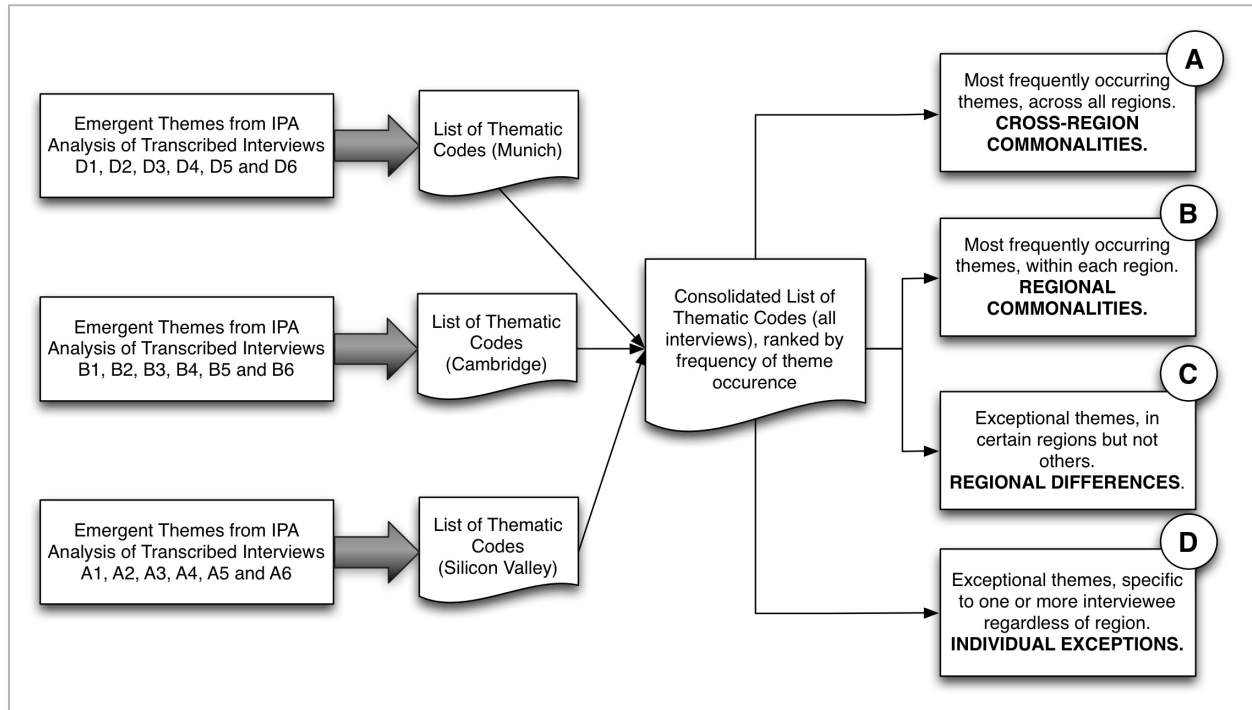 Emergent Themes from IPA
Analysis of Transcribed Interviews
D1, D2, D3, D4, D5 and D6
List of Thematic
Codes (Munich)
Emergent Themes from IPA
Analysis of Transcribed Interviews
B1, B2, B3, B4, B5 and B6
List of Thematic
Codes
(Cambridge)
Emergent Themes from IPA
Analysis of Transcribed Interviews
A1, A2, A3, A4, A5 and A6
List of Thematic
Codes
(Silicon Valley)
Consolidated List of
Thematic Codes (all
interviews), ranked by
frequency of theme
occurence
A
Most frequently occurring
themes, across all regions.
CROSS-REGION
COMMONALITIES.
B
Most frequently occurring
themes, within each region.
REGIONAL
COMMONALITIES.
C
Exceptional themes, in
certain regions but not
others.
REGIONAL DIFFERENCES.
D
Exceptional themes, specific
to one or more interviewee
regardless of region.
INDIVIDUAL EXCEPTIONS.